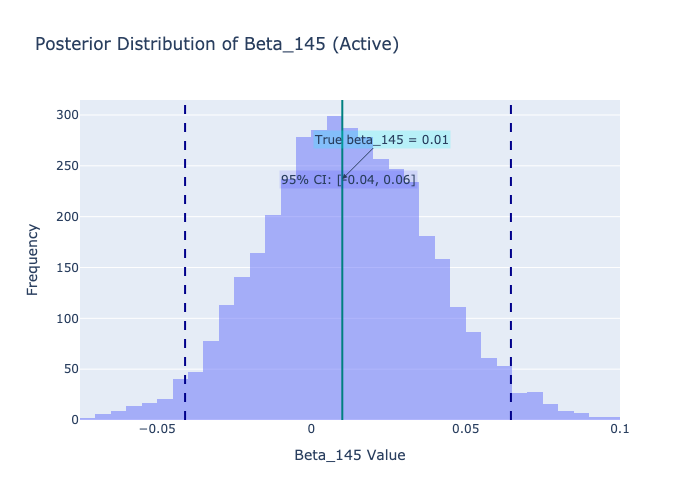 Posterior Distribution of Beta_145 (Active)
300
250
200
150
100
50
0
Frequency
True beta_145 = 0.01
95% CI: [-0.04, 0.06]
−0.05
0
0.05
0.1
Beta_145 Value